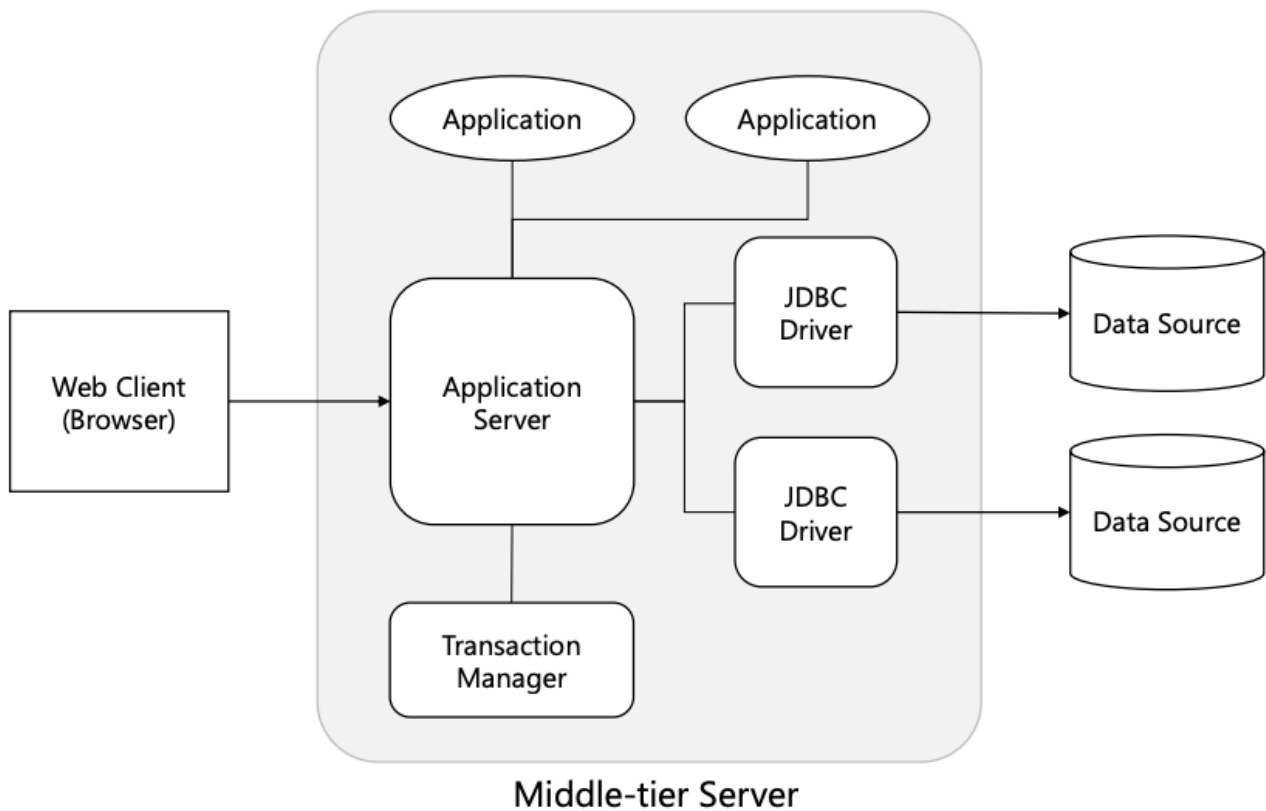 Application
Application
JDBC
Driver
Data Source
Web Client
(Browser)
Application
Server
JDBC
Driver
Data Source
Transaction
Manager
Middle-tier Server